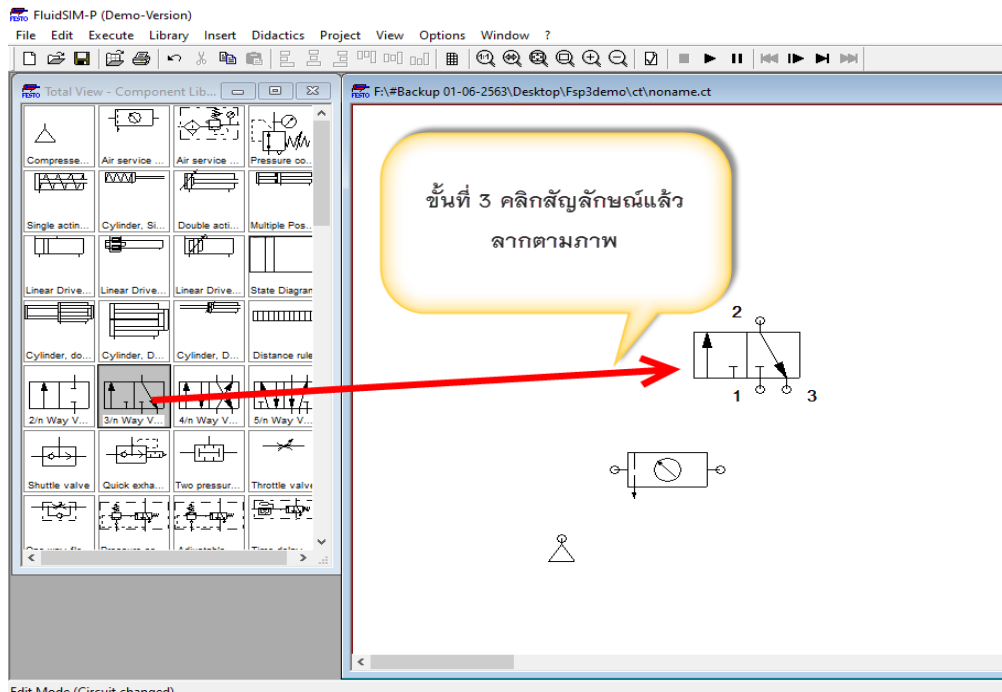 FluidSIM-P (Demo-Version)
File Edit Execute Library Insert Didactics Project View Options Window ?
FESTO Total View - Component Lib...
FESTO F:\#Backup 01-06-2563\Desktop\Fsp3demo\ct\noname.ct
Compresse... Air service ... Air service ... Pressure co..
Single actin... Cylinder, Si... Double acti... Multiple Pos..
Linear Drive... Linear Drive... Linear Drive... State Diagran
Cylinder, do... Cylinder, D... Cylinder, D... Distance rule
2/n Way V... 3/n Way V... 4/n Way V... 5/n Way V...
Shuttle valve Quick exha... Two pressur... Throttle valve
ขั้นที่ 3 คลิกสัญลักษณ์แล้ว
ลากตามภาพ
2
1 3
Edit Mode (Circuit changed)